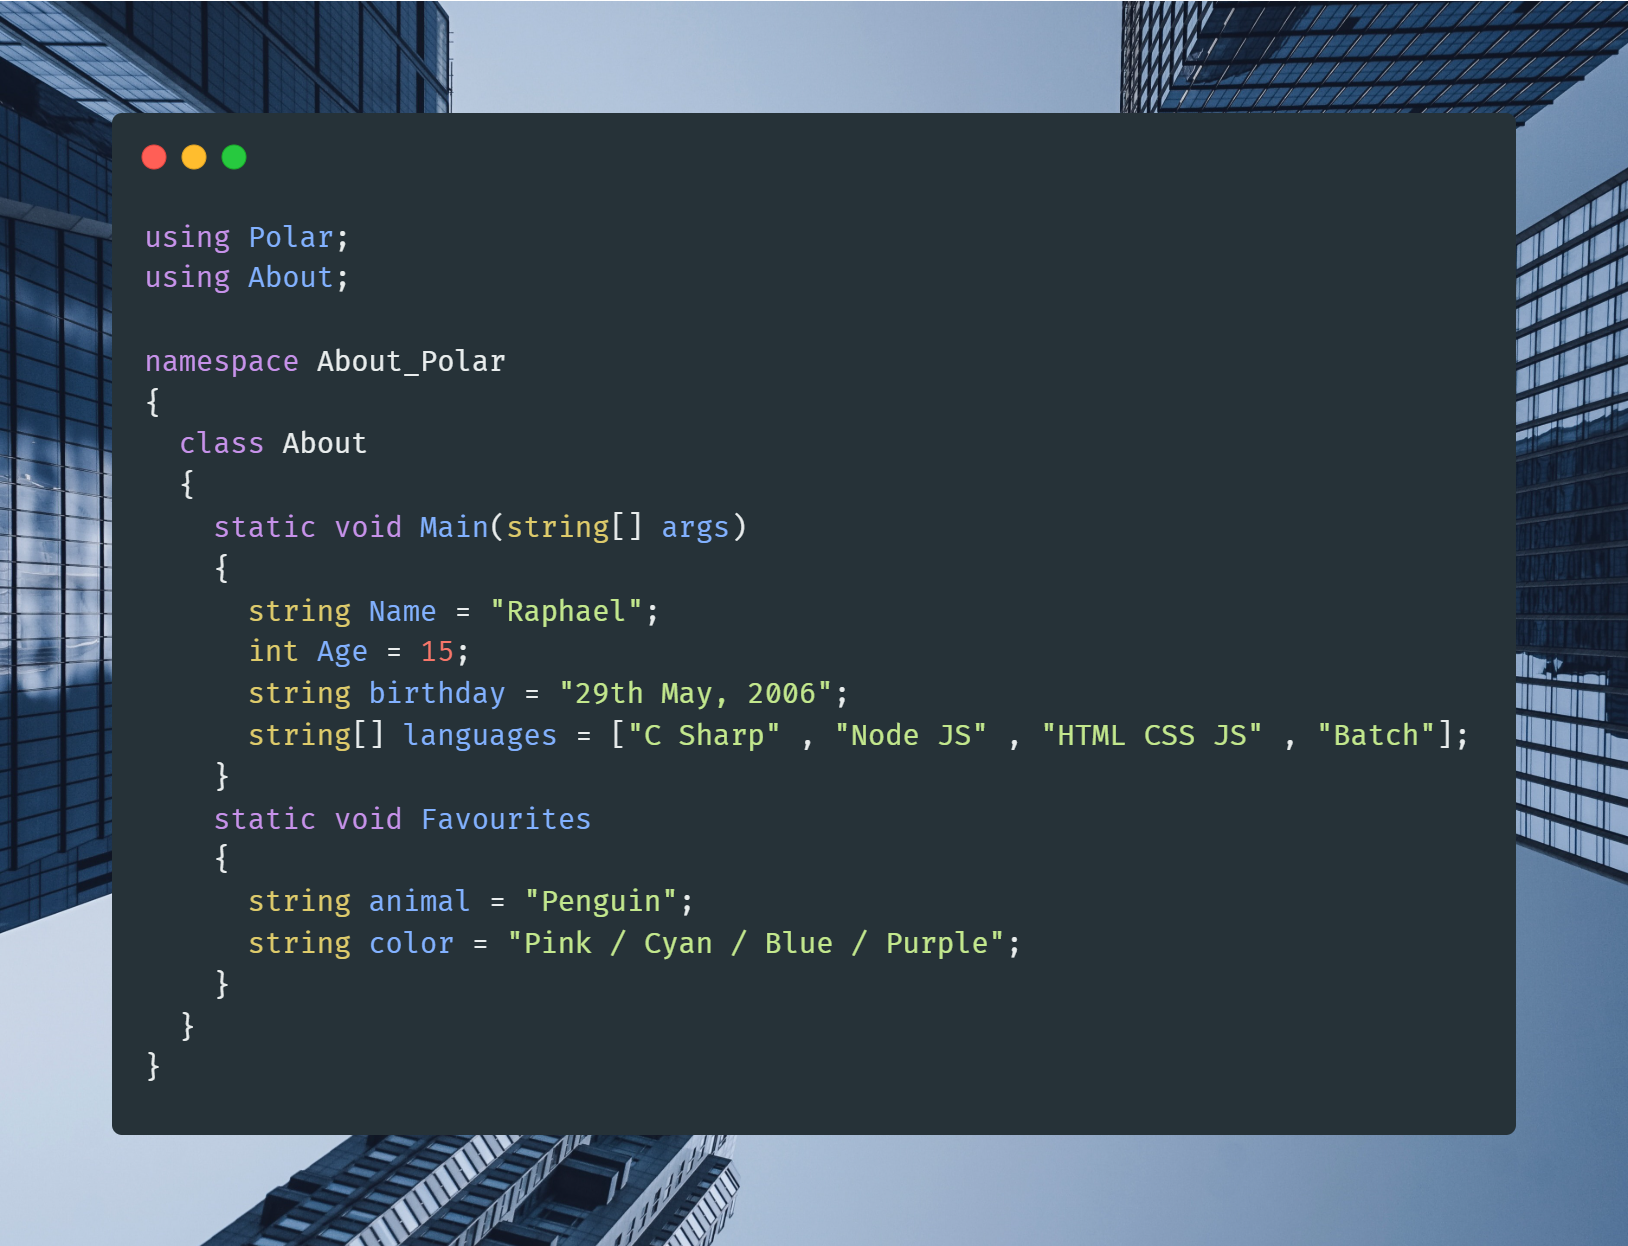 using Polar;
using About;
namespace About_Polar
{
class About
{
static void Main(string[] args)
{
string Name = "Raphael";
int Age = 15;
string birthday = "29th May, 2006";
string[] languages = ["C Sharp" , "Node JS" , "HTML CSS JS" , "Batch"];
}
static void Favourites
{
string animal = "Penguin";
string color = "Pink / Cyan / Blue / Purple";
}
}
}